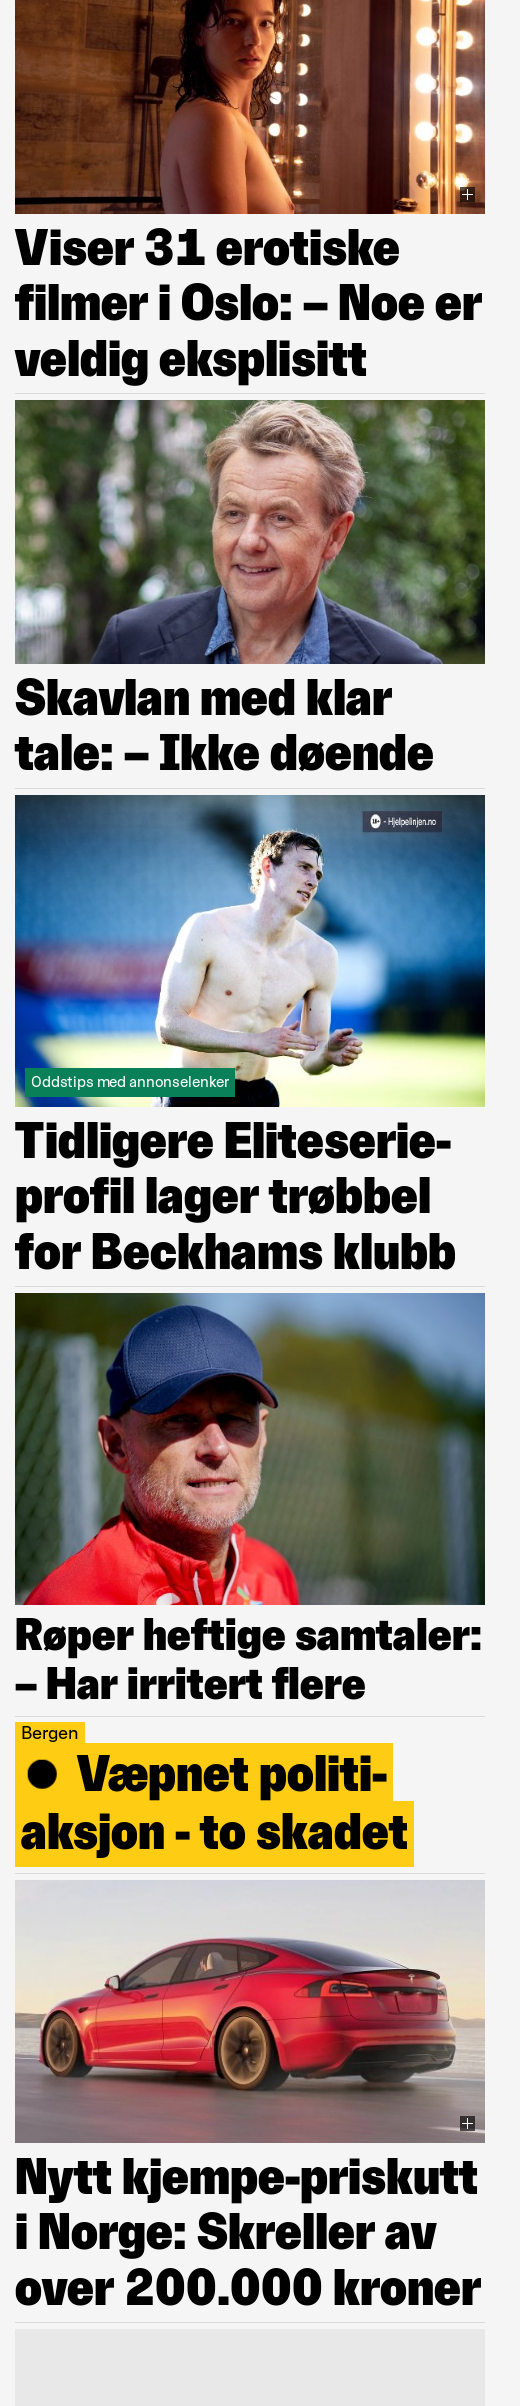 Viser 31 erotiske
filmer i Oslo: – Noe er
veldig eksplisitt
Skavlan med klar
tale: – Ikke døende
- Hjelpelinjen.no
Oddstips med annonselenker
Tidligere Eliteserie-
profil lager trøbbel
for Beckhams klubb
Røper heftige samtaler:
– Har irritert flere
Bergen
● Væpnet politi-
aksjon - to skadet
Nytt kjempe-priskutt
i Norge: Skreller av
over 200.000 kroner